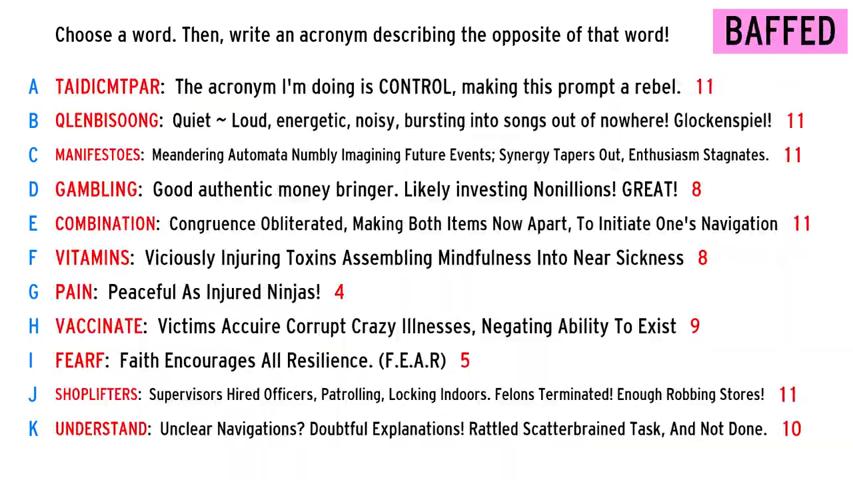 Choose a word. Then, write an acronym describing the opposite of that word!
BAFFED
A TAIDICMTPAR: The acronym I'm doing is CONTROL, making this prompt a rebel. 11
B QLENBISOONG: Quiet ~ Loud, energetic, noisy, bursting into songs out of nowhere! Glockenspiel! 11
C MANIFESTOES: Meandering Automata Numbly Imagining Future Events; Synergy Tapers Out, Enthusiasm Stagnates. 11
D GAMBLING: Good authentic money bringer. Likely investing Nonillions! GREAT! 8
E COMBINATION: Congruence Obliterated, Making Both Items Now Apart, To Initiate One's Navigation 11
F VITAMINS: Viciously Injuring Toxins Assembling Mindfulness Into Near Sickness 8
G PAIN: Peaceful As Injured Ninjas! 4
H VACCINATE: Victims Accuire Corrupt Crazy Illnesses, Negating Ability To Exist 9
I FEARF: Faith Encourages All Resilience. (F.E.A.R) 5
J SHOPLIFTERS: Supervisors Hired Officers, Patrolling, Locking Indoors. Felons Terminated! Enough Robbing Stores! 11
K UNDERSTAND: Unclear Navigations? Doubtful Explanations! Rattled Scatterbrained Task, And Not Done. 10